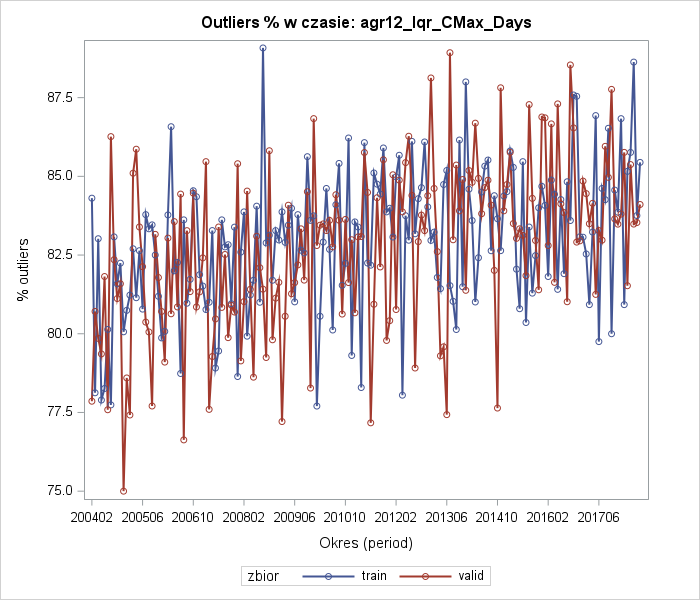 Outliers % w czasie: agr12_Iqr_CMax_Days
% outliers
87.5
85.0
82.5
80.0
77.5
75.0
200402 200506 200610 200802 200906 201010 201202 201306 201410 201602 201706
Okres (period)
zbior train valid